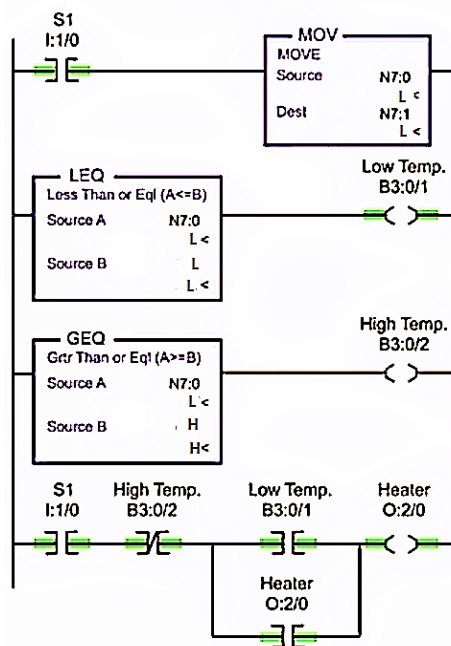 S1
I:1/0
MOV
MOVE
Source N7:0
L <
Dest N7:1
L <
LEQ
Less Than or Eql (A<=B)
Source A N7:0
L <
Source B L
L <
Low Temp.
B3:0/1
GEQ
Grtr Than or Eql (A>=B)
Source A N7:0
L <
Source B H
H<
High Temp.
B3:0/2
S1 High Temp. Low Temp. Heater
I:1/0 B3:0/2 B3:0/1 O:2/0
Heater
O:2/0